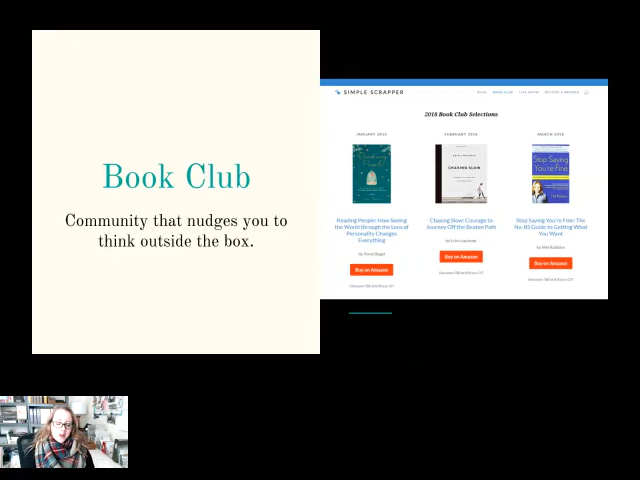 Book Club
Community that nudges you to
think outside the box.
SIMPLE SCRAPPER
BLOG
2018 Book Club Selections
JANUARY 2018
FEBRUARY 2018
MARCH 2018
CHASING SLOW
Stop Saying
You're Fine
Reading People: How Seeing
the World through the Lens of
Personality Changes
Everything
by Anne Bogel
Buy on Amazon
Chasing Slow: Courage to
Journey Off the Beaten Path
Buy on Amazon
Stop Saying You're Fine: The
No-BS Guide to Getting What
You Want
by Mel Robbins
Buy on Amazon